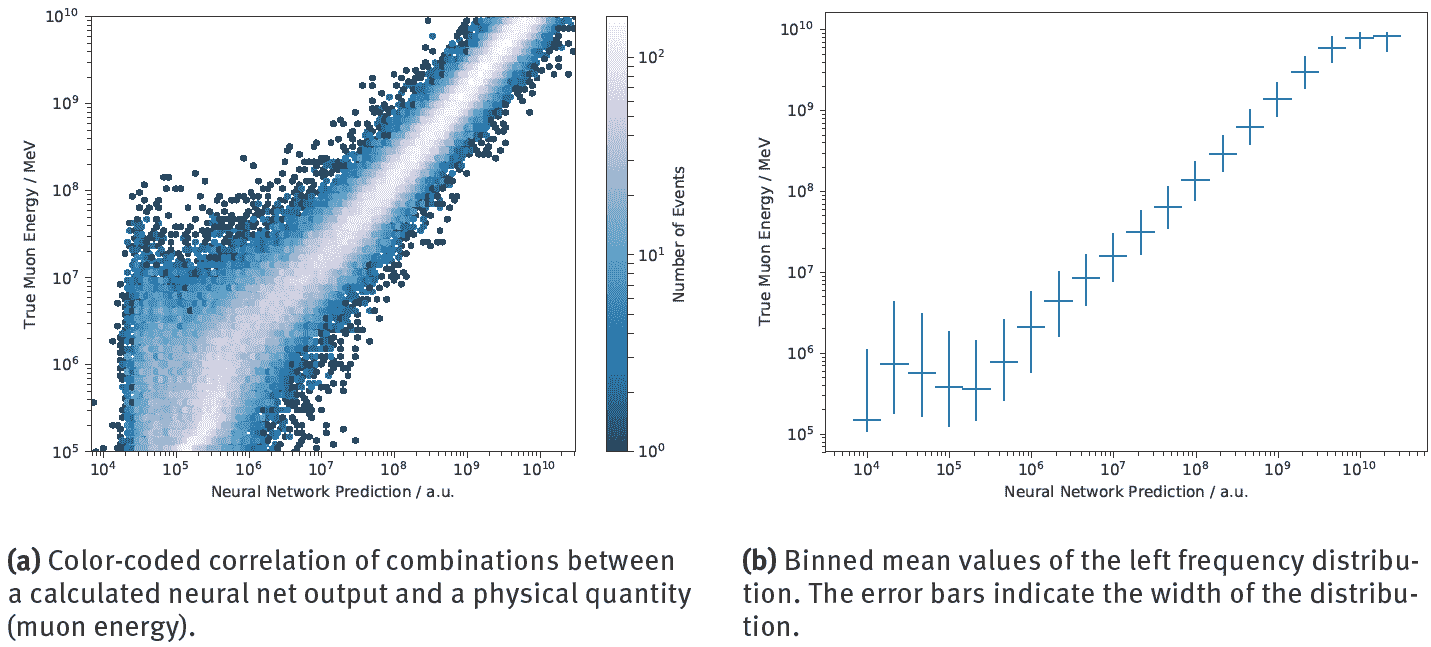 10¹⁰
10⁹
10⁸
10⁷
10⁶
10⁵
True Muon Energy / MeV
10⁴ 10⁵ 10⁶ 10⁷ 10⁸ 10⁹ 10¹⁰
Neural Network Prediction / a.u.
10²
10¹
10⁰
Number of Events
(a) Color-coded correlation of combinations between
a calculated neural net output and a physical quantity
(muon energy).
10¹⁰
10⁹
10⁸
10⁷
10⁶
10⁵
True Muon Energy / MeV
10⁴ 10⁵ 10⁶ 10⁷ 10⁸ 10⁹ 10¹⁰
Neural Network Prediction / a.u.
(b) Binned mean values of the left frequency distribu-
tion. The error bars indicate the width of the distribu-
tion.